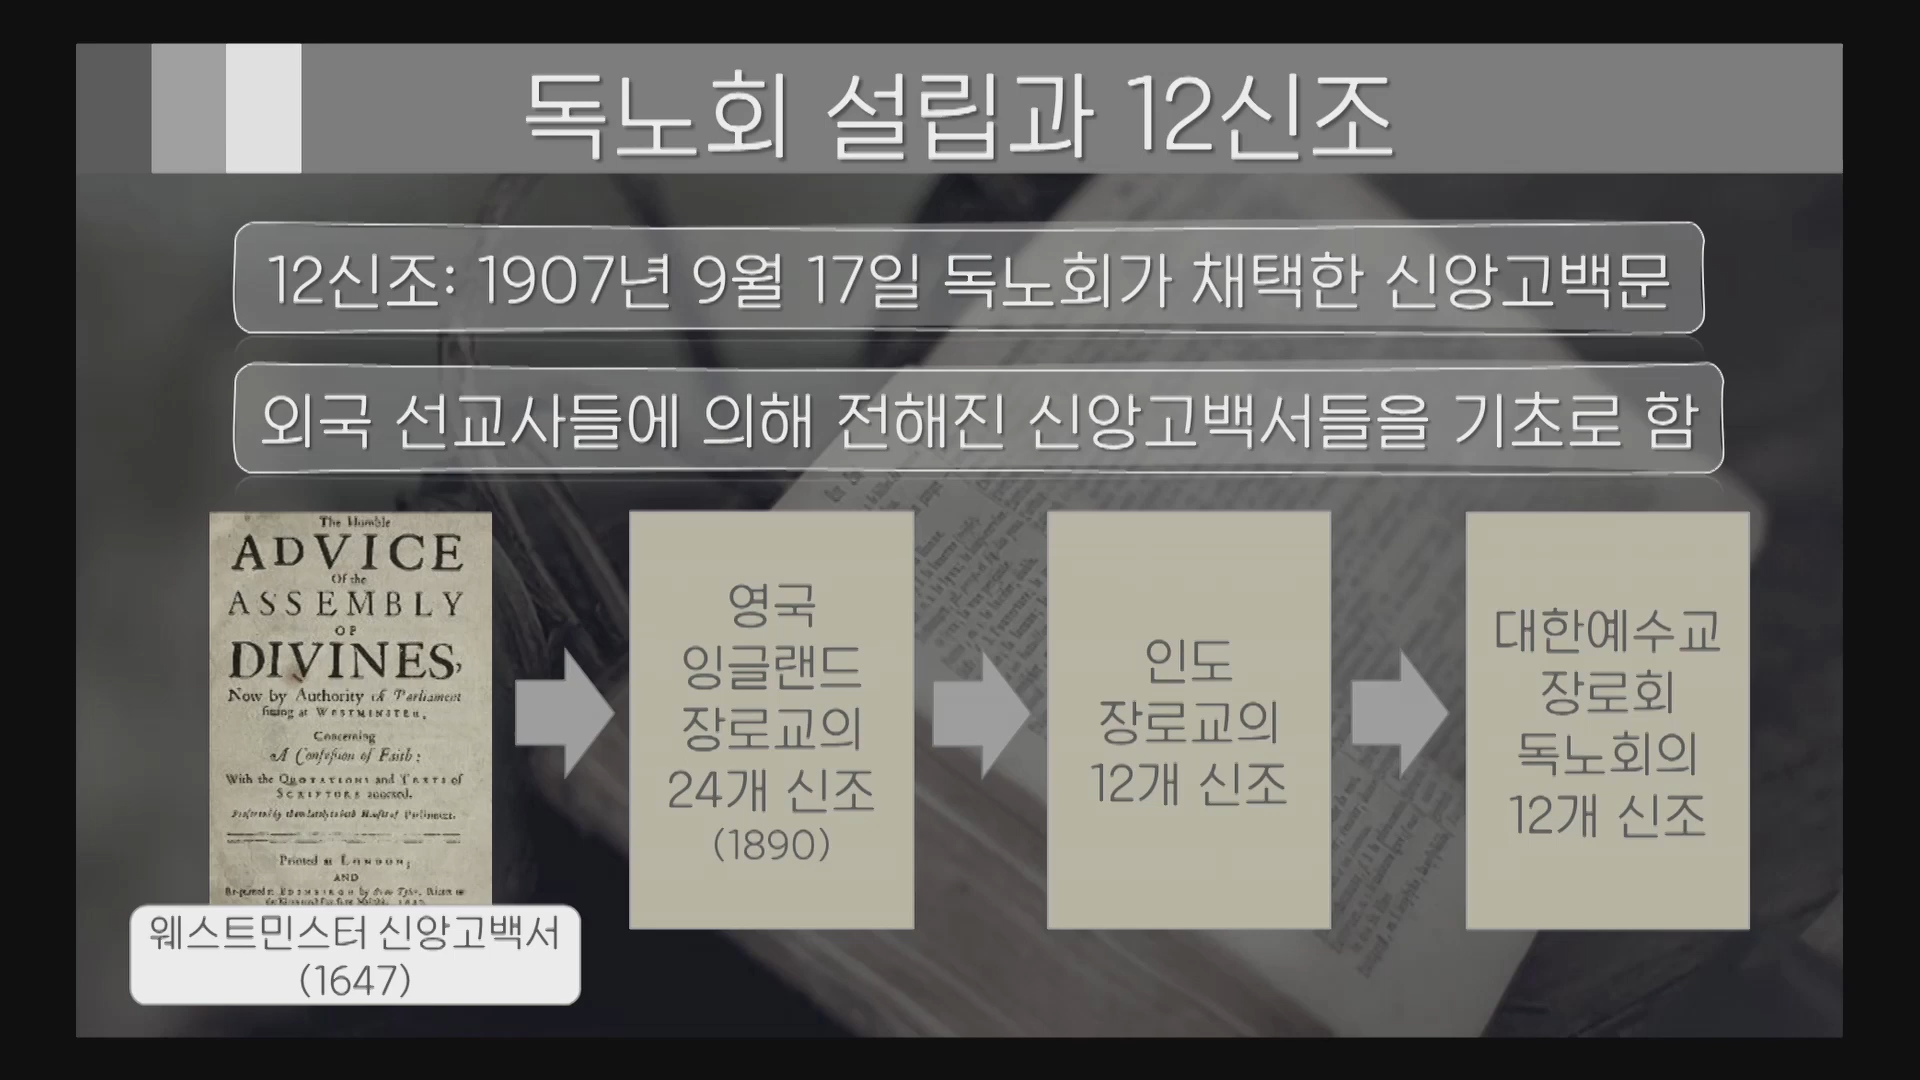 독노회 설립과 12신조
12신조: 1907년 9월 17일 독노회가 채택한 신앙고백문
외국 선교사들에 의해 전해진 신앙고백서들을 기초로 함
The Humble
ADVICE
Of the
ASSEMBLY
OF
DIVINES,
Now by Authority of Parliament
sitting at WESTMINSTER,
Concerning
A Confession of Faith:
With the QUOTATIONS and TEXTS of
SCRIPTURE annexed.
Printed at LONDON;
AND
웨스트민스터 신앙고백서
(1647)
영국
잉글랜드
장로교의
24개 신조
(1890)
인도
장로교의
12개 신조
대한예수교
장로회
독노회의
12개 신조